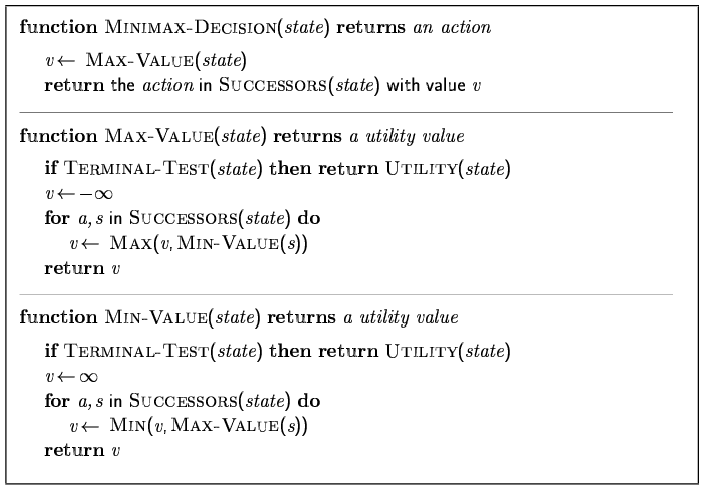 function MINIMAX-DECISION(state) returns an action
v ← MAX-VALUE(state)
return the action in SUCCESSORS(state) with value v
function MAX-VALUE(state) returns a utility value
if TERMINAL-TEST(state) then return UTILITY(state)
v ← −∞
for a, s in SUCCESSORS(state) do
v ← MAX(v, MIN-VALUE(s))
return v
function MIN-VALUE(state) returns a utility value
if TERMINAL-TEST(state) then return UTILITY(state)
v ← ∞
for a, s in SUCCESSORS(state) do
v ← MIN(v, MAX-VALUE(s))
return v